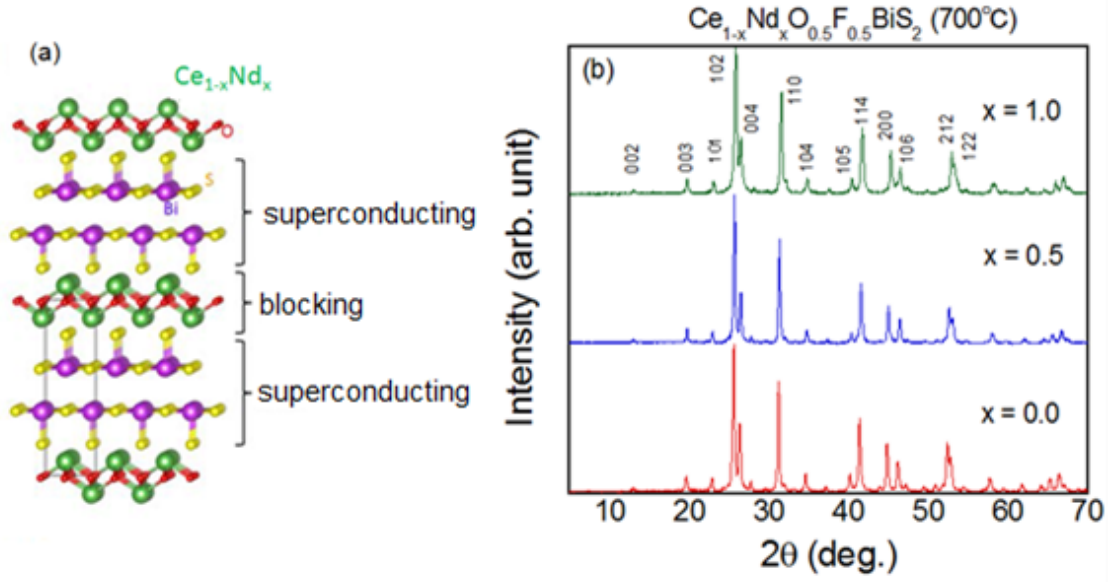 (a)
Ce₁₋ₓNdₓ
O
S
Bi
superconducting
blocking
superconducting
Ce₁₋ₓNdₓO₀.₅F₀.₅BiS₂ (700°C)
(b)
002
003
101
102
004
110
104
105
114
200
106
212
122
x = 1.0
x = 0.5
x = 0.0
Intensity (arb. unit)
10 20 30 40 50 60 70
2θ (deg.)